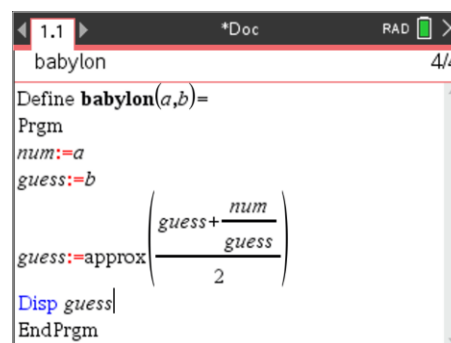 1.1 *Doc RAD
babylon 4/4
Define babylon(a,b)=
Prgm
num:=a
guess:=b
guess:=approx((guess+num/guess)/2)
Disp guess
EndPrgm